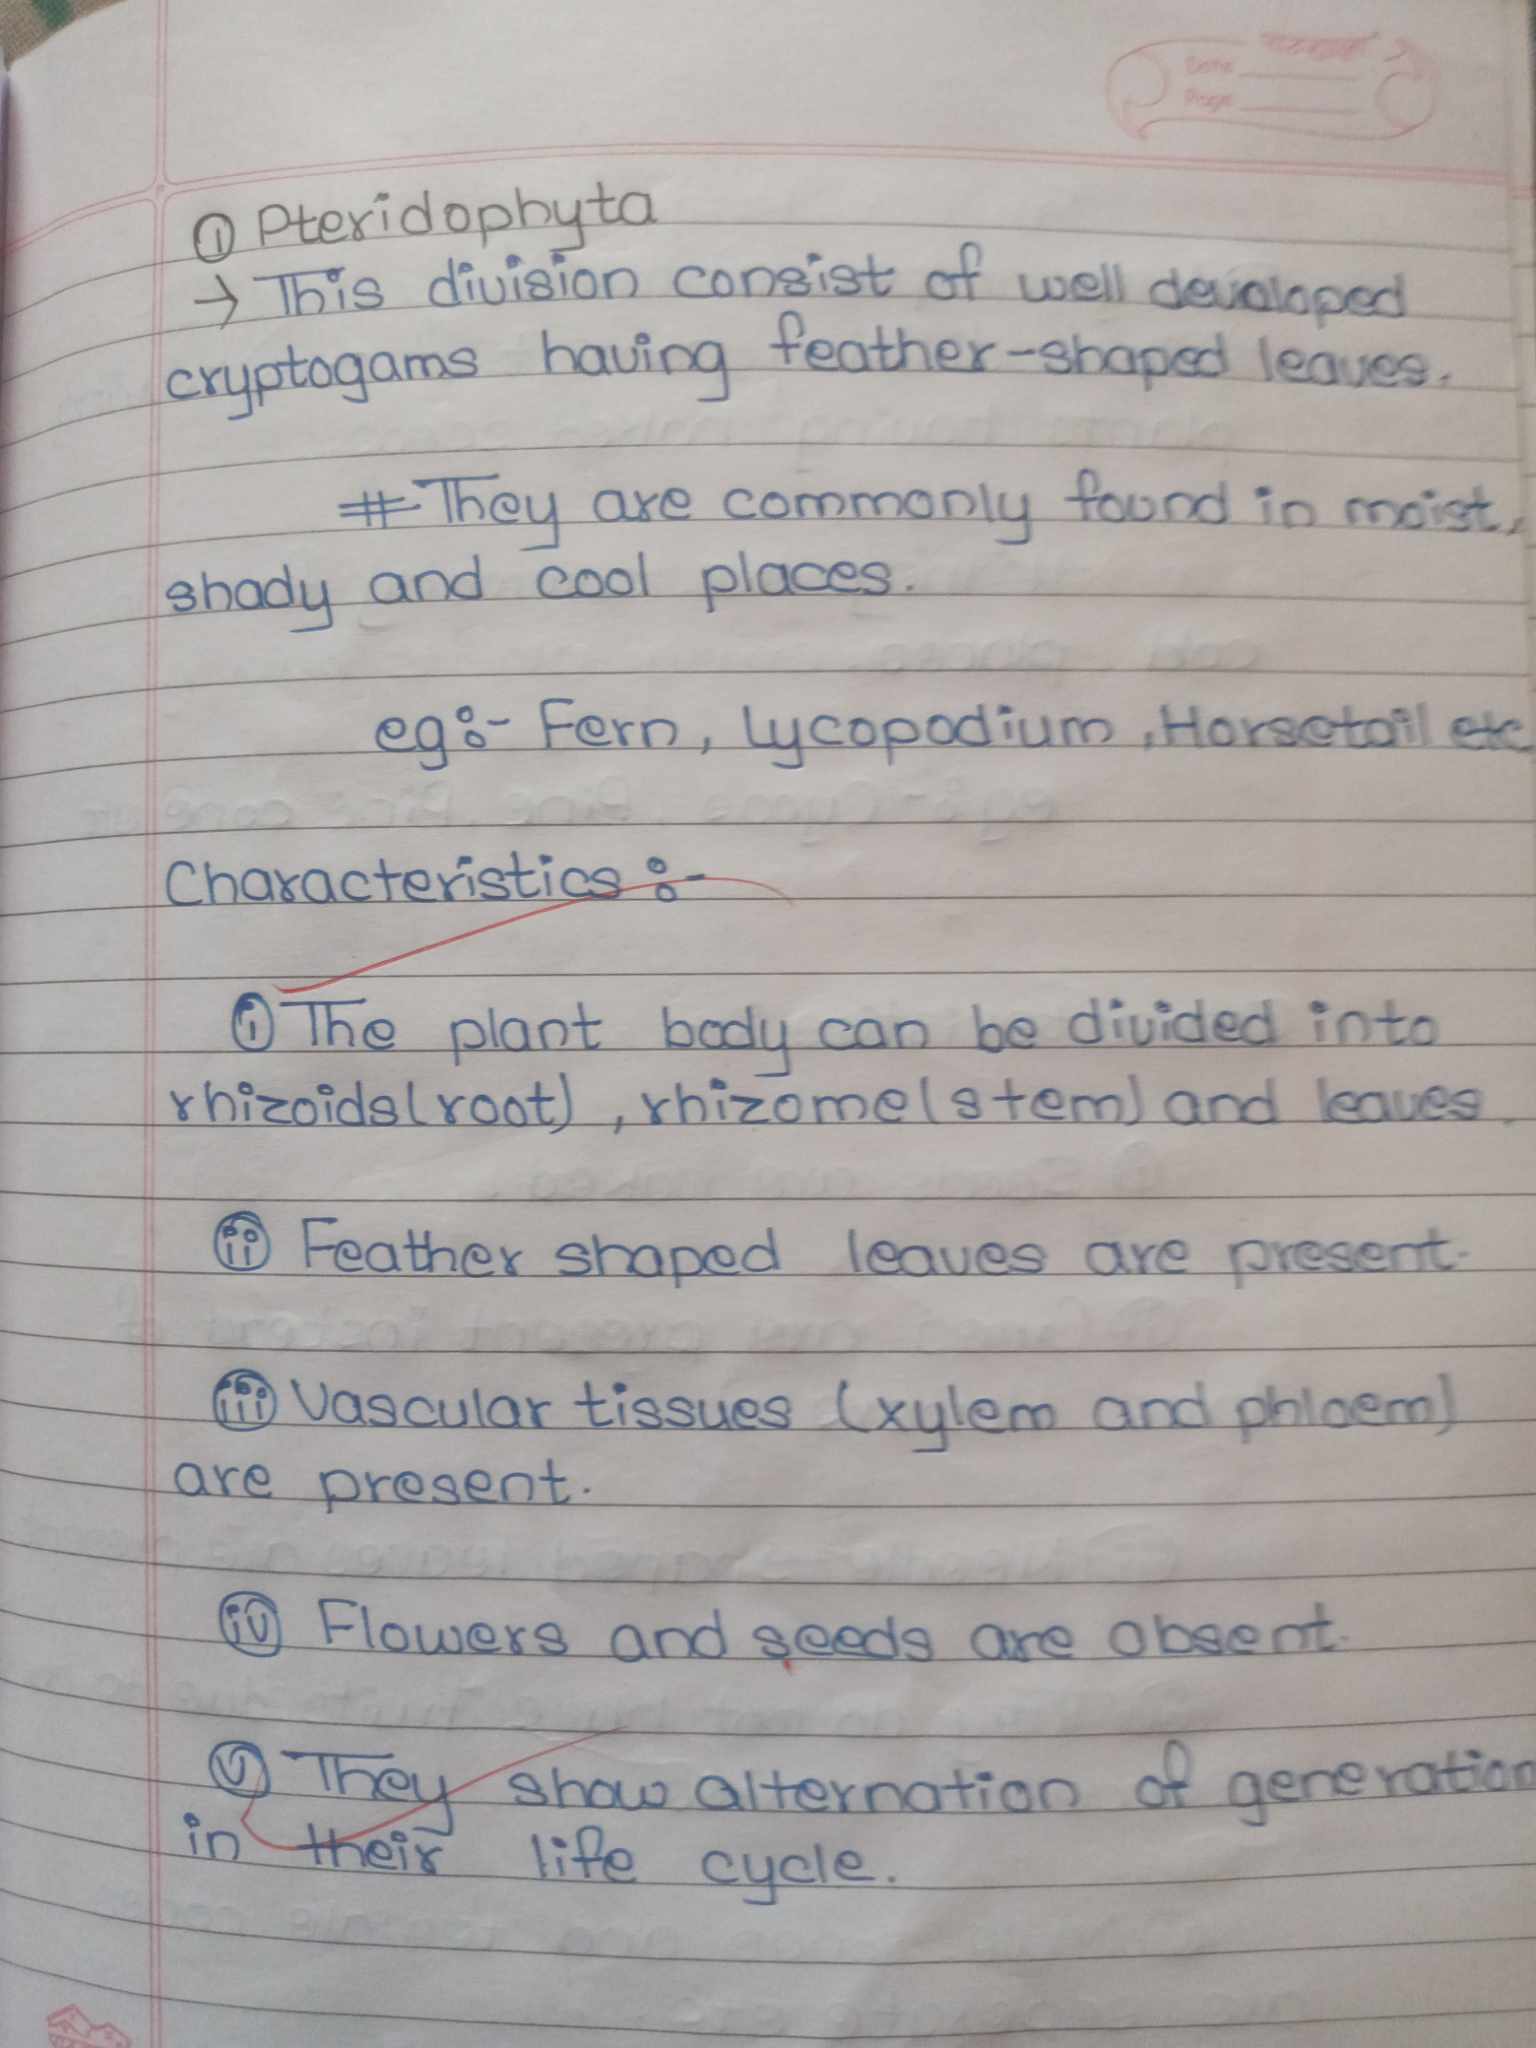 Date
Page
① Pteridophyta
→ This division consist of well developed
cryptogams having feather-shaped leaves.
# They are commonly found in moist,
shady and cool places.
eg:- Fern, Lycopodium, Horsetail etc
Characteristics :-
ⓘ The plant body can be divided into
rhizoids(root), rhizome(stem) and leaves.
ⓘⓘ Feather shaped leaves are present.
ⓘⓘⓘ Vascular tissues (xylem and phloem)
are present.
ⓘⓥ Flowers and seeds are absent.
ⓥ They show alternation of generation
in their life cycle.